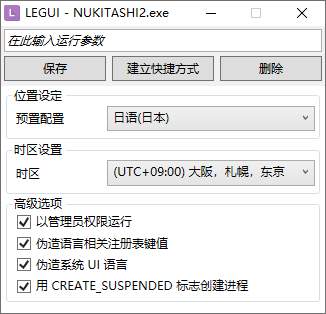 L LEGUI - NUKITASHI2.exe
在此输入运行参数
保存 建立快捷方式 删除
位置设定
预置配置 日语(日本)
时区设置
时区 (UTC+09:00) 大阪，札幌，东京
高级选项
以管理员权限运行
伪造语言相关注册表键值
伪造系统 UI 语言
用 CREATE_SUSPENDED 标志创建进程